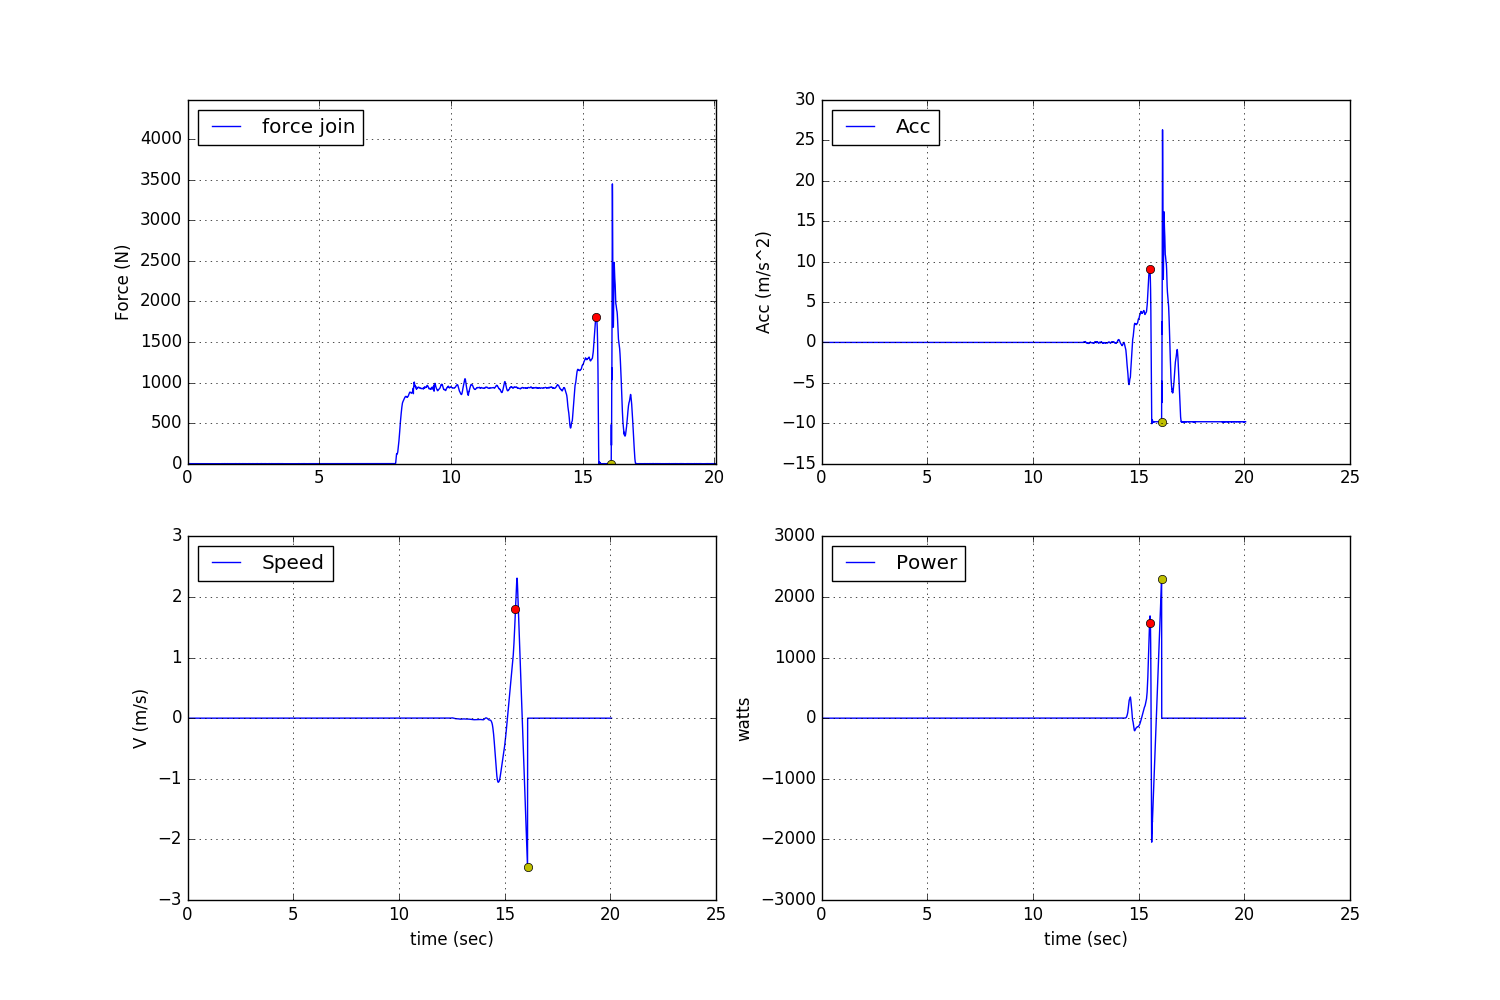 force join
Force (N)
4000
3500
3000
2500
2000
1500
1000
500
0
0 5 10 15 20
Acc
Acc (m/s^2)
30
25
20
15
10
5
0
−5
−10
−15
0 5 10 15 20 25
Speed
V (m/s)
3
2
1
0
−1
−2
−3
0 5 10 15 20 25
time (sec)
Power
watts
3000
2000
1000
0
−1000
−2000
−3000
0 5 10 15 20 25
time (sec)